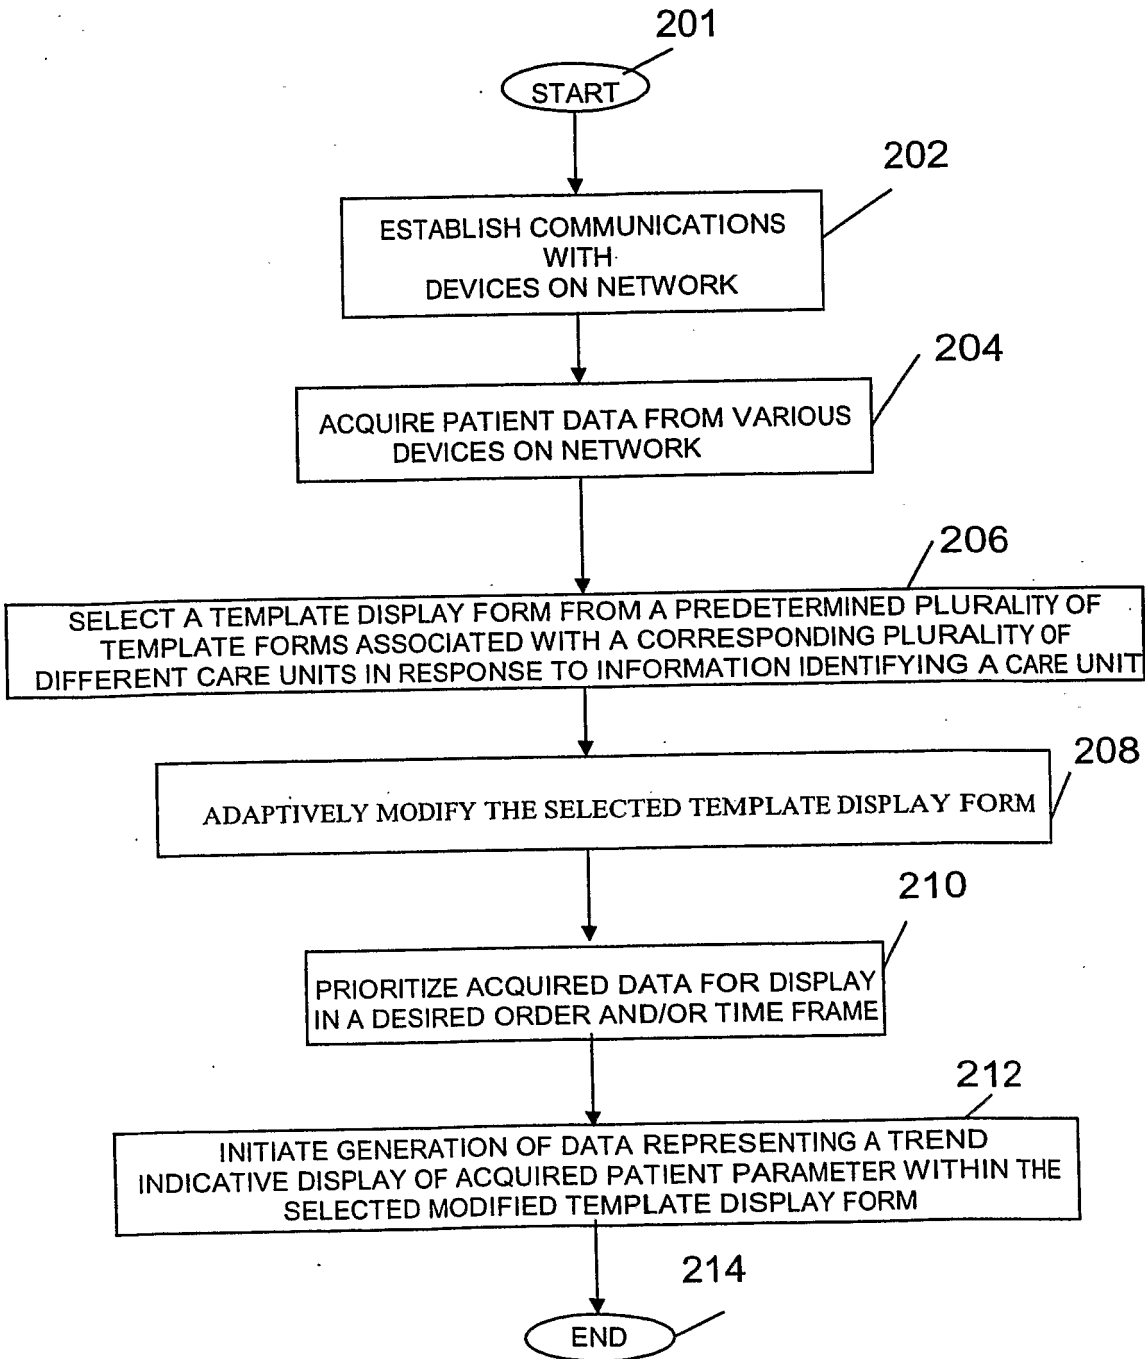 201
START
202
ESTABLISH COMMUNICATIONS
WITH
DEVICES ON NETWORK
204
ACQUIRE PATIENT DATA FROM VARIOUS
DEVICES ON NETWORK
206
SELECT A TEMPLATE DISPLAY FORM FROM A PREDETERMINED PLURALITY OF
TEMPLATE FORMS ASSOCIATED WITH A CORRESPONDING PLURALITY OF
DIFFERENT CARE UNITS IN RESPONSE TO INFORMATION IDENTIFYING A CARE UNIT
208
ADAPTIVELY MODIFY THE SELECTED TEMPLATE DISPLAY FORM
210
PRIORITIZE ACQUIRED DATA FOR DISPLAY
IN A DESIRED ORDER AND/OR TIME FRAME
212
INITIATE GENERATION OF DATA REPRESENTING A TREND
INDICATIVE DISPLAY OF ACQUIRED PATIENT PARAMETER WITHIN THE
SELECTED MODIFIED TEMPLATE DISPLAY FORM
214
END